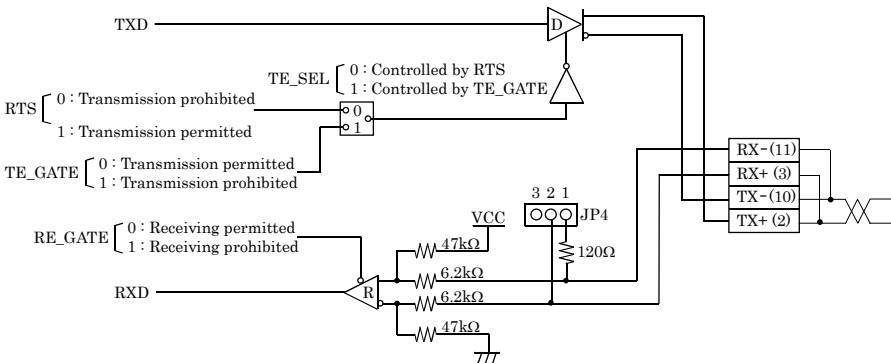 TXD
D
TE_SEL
0 : Controlled by RTS
1 : Controlled by TE_GATE
RTS
0 : Transmission prohibited
1 : Transmission permitted
0
1
TE_GATE
0 : Transmission permitted
1 : Transmission prohibited
RX-(11)
RX+ (3)
TX-(10)
TX+ (2)
3 2 1
JP4
VCC
RE_GATE
0 : Receiving permitted
1 : Receiving prohibited
47kΩ
120Ω
6.2kΩ
RXD
R
6.2kΩ
47kΩ